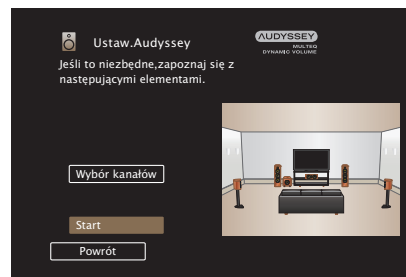 Ustaw.Audyssey
AUDYSSEY
MULTEQ
DYNAMIC VOLUME
Jeśli to niezbędne,zapoznaj się z
następującymi elementami.
Wybór kanałów
Start
Powrót